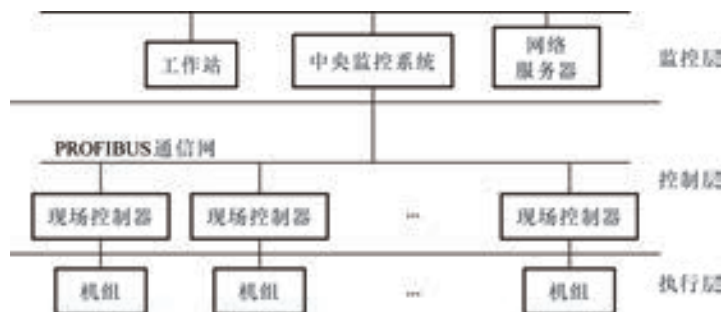 工作站
中央监控系统
网络
服务器
监控层
PROFIBUS通信网
控制层
现场控制器
现场控制器
...
现场控制器
机组
机组
...
机组
执行层